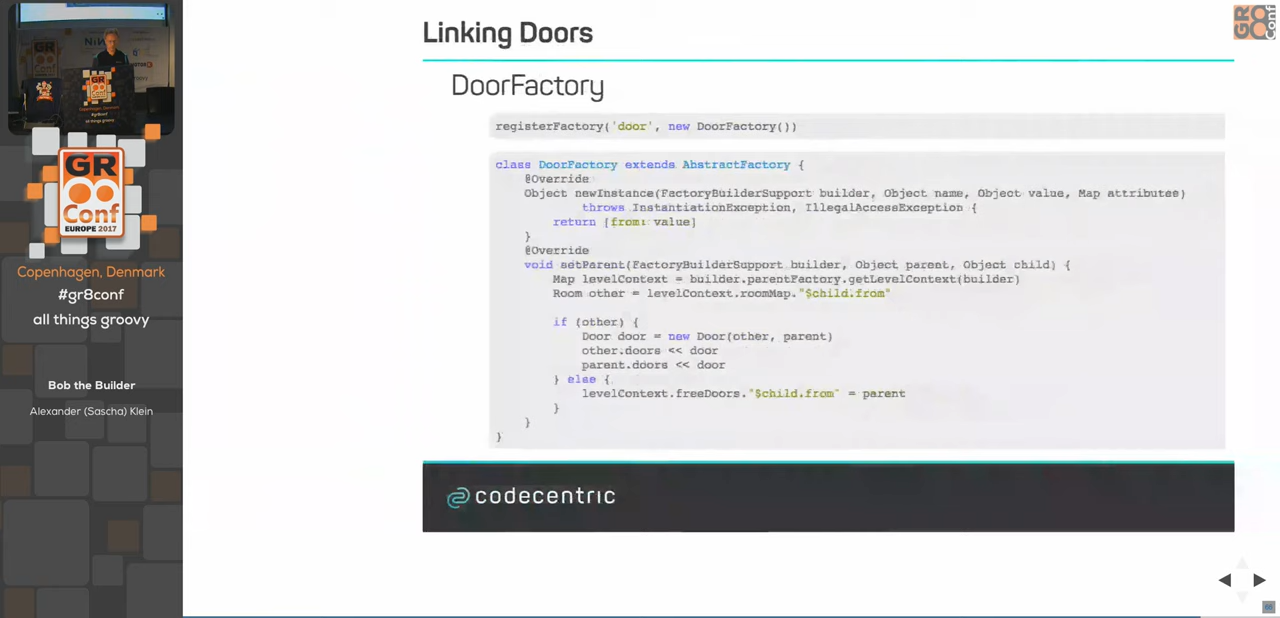 Linking Doors
DoorFactory
registerFactory('door', new DoorFactory())
class DoorFactory extends AbstractFactory {
@Override
Object newInstance(FactoryBuilderSupport builder, Object name, Object value, Map attributes)
throws InstantiationException, IllegalAccessException {
return [from: value]
}
@Override
void setParent(FactoryBuilderSupport builder, Object parent, Object child) {
Map levelContext = builder.parentFactory.getLevelContext(builder)
Room other = levelContext.roomMap."$child.from"
if (other) {
Door door = new Door(other, parent)
other.doors << door
parent.doors << door
} else {
levelContext.freeDoors."$child.from" = parent
}
}
}
codecentric
GR8
Conf
EUROPE 2017
Copenhagen, Denmark
#gr8conf
all things groovy
Bob the Builder
Alexander (Sascha) Klein
GR8
Conf